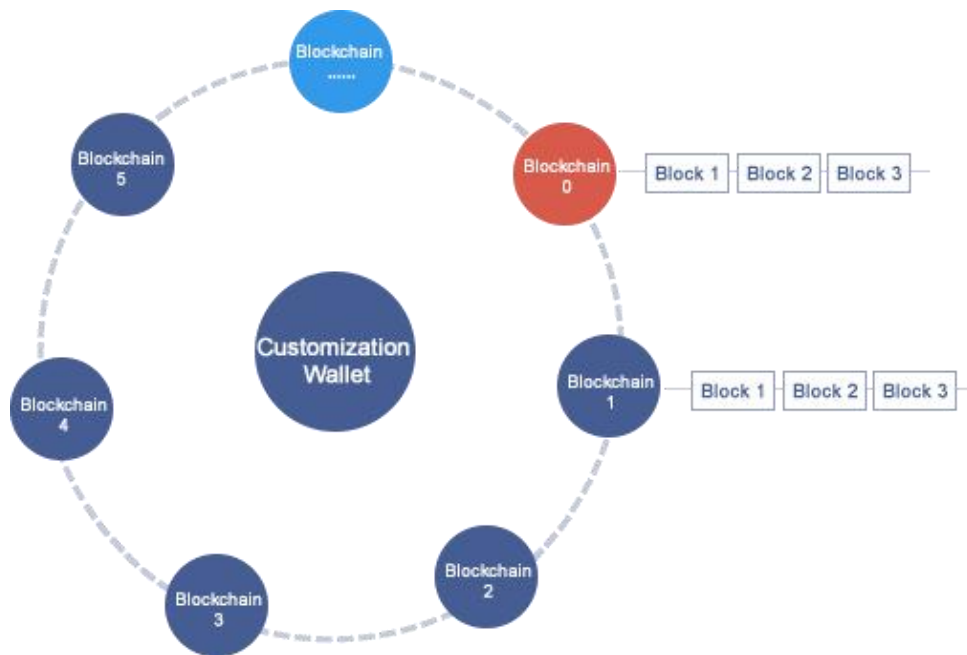 Blockchain
......
Blockchain
0
Block 1
Block 2
Block 3
Blockchain
5
Customization
Wallet
Blockchain
1
Block 1
Block 2
Block 3
Blockchain
4
Blockchain
2
Blockchain
3